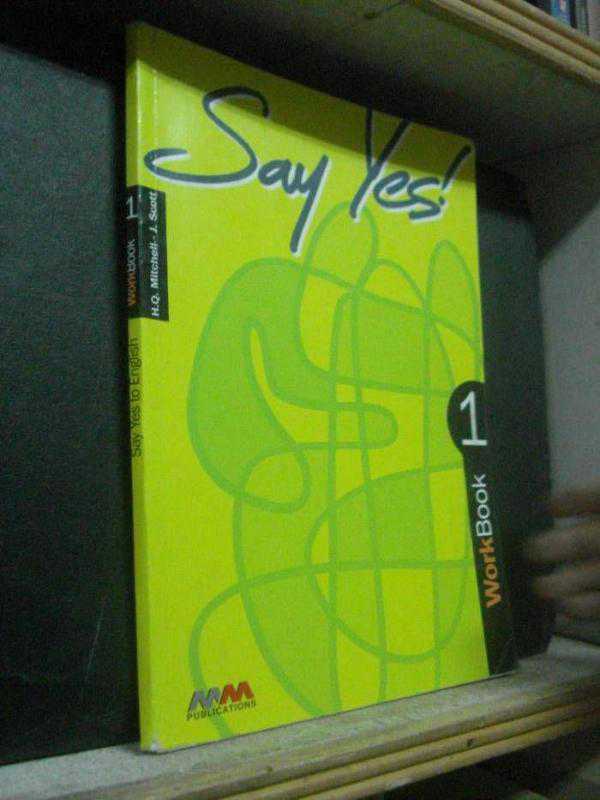 Say Yes!
H.Q. Mitchell - J. Scott
WorkBook 1
Say Yes to English
1
WorkBook
MM
PUBLICATIONS